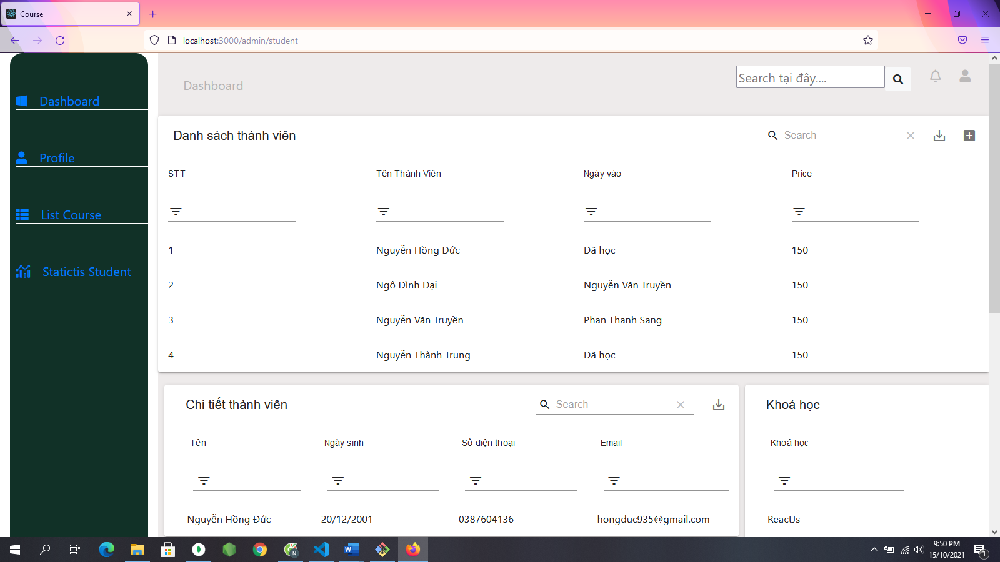 Course
localhost:3000/admin/student
Dashboard
Profile
List Course
Statictis Student
Dashboard
Search tại đây....
Danh sách thành viên
Search
STT Tên Thành Viên Ngày vào Price
1 Nguyễn Hồng Đức Đã học 150
2 Ngô Đình Đại Nguyễn Văn Truyền 150
3 Nguyễn Văn Truyền Phan Thanh Sang 150
4 Nguyễn Thành Trung Đã học 150
Chi tiết thành viên
Search
Tên Ngày sinh Số điện thoại Email
Nguyễn Hồng Đức 20/12/2001 0387604136 hongduc935@gmail.com
Khoá học
Khoá học
ReactJs
N
9:50 PM
15/10/2021
1